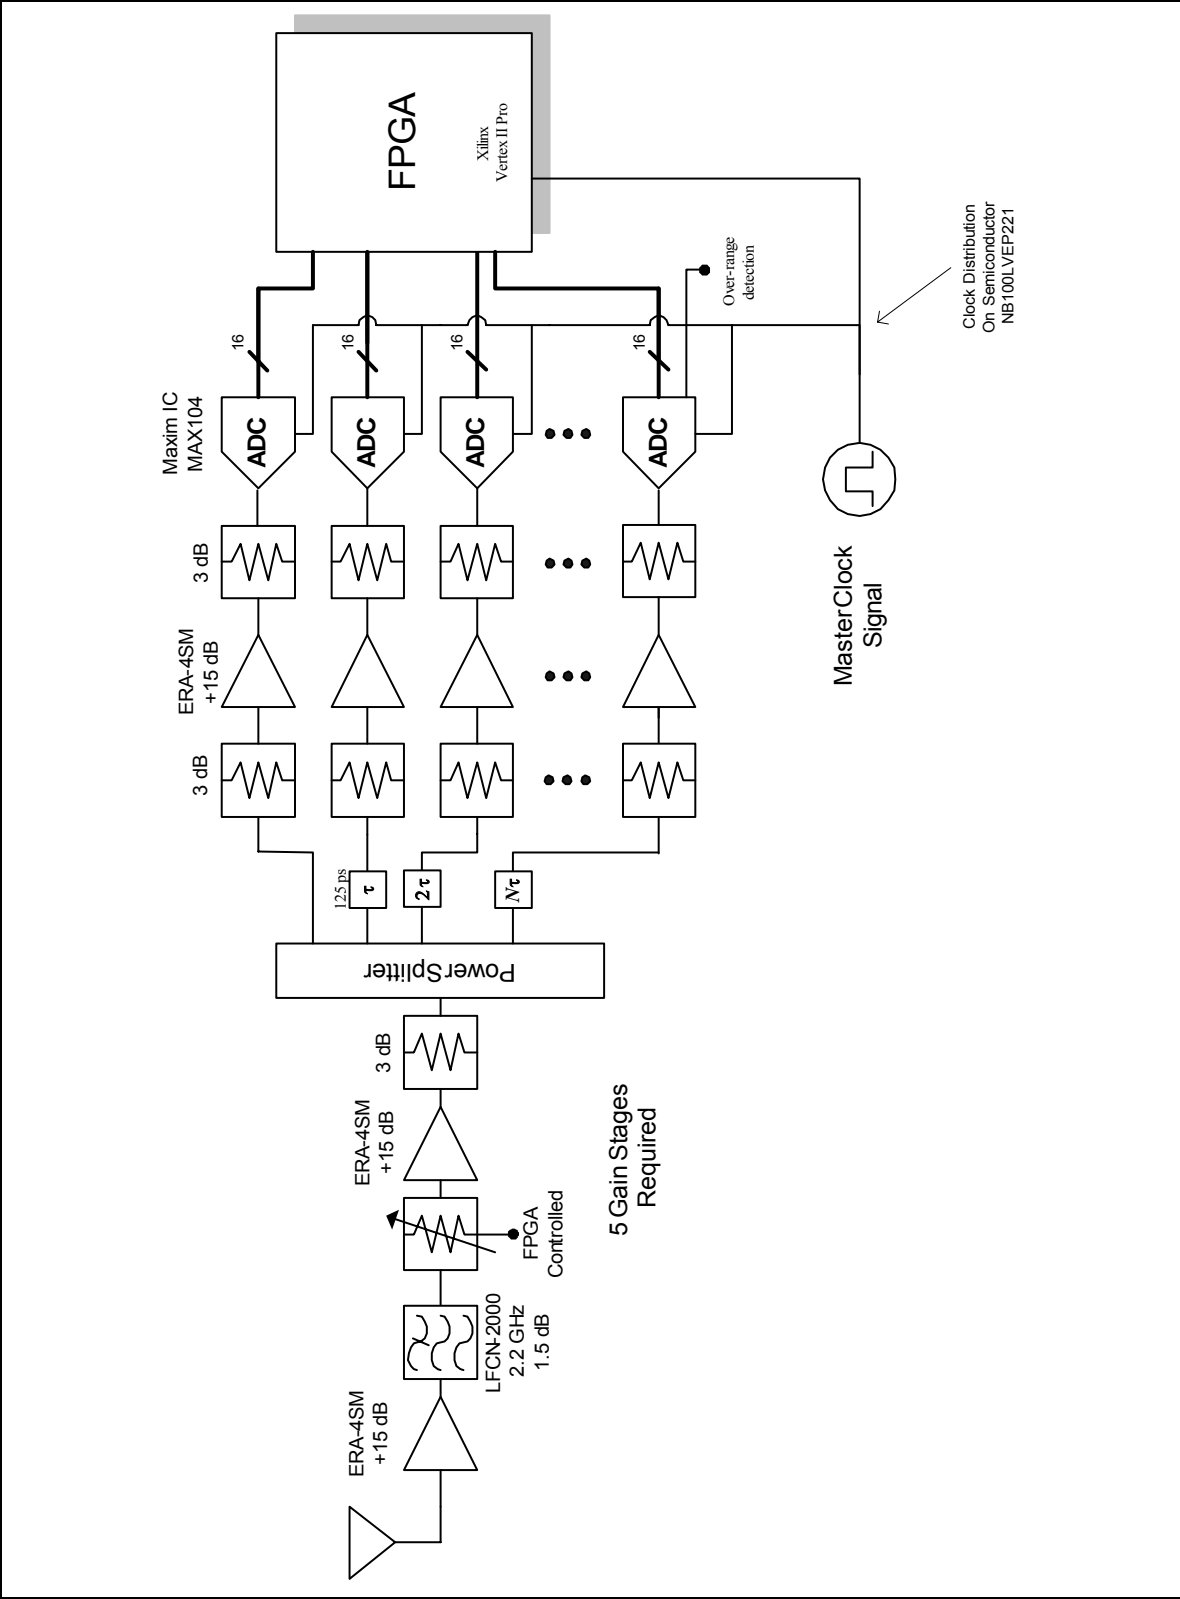 ERA-4SM
+15 dB
LFCN-2000
2.2 GHz
1.5 dB
FPGA
Controlled
ERA-4SM
+15 dB
3 dB
5 Gain Stages
Required
Power Splitter
125 ps
τ
2τ
Nτ
3 dB
ERA-4SM
+15 dB
3 dB
Maxim IC
MAX104
ADC
ADC
ADC
ADC
16
16
16
16
Over-range
detection
FPGA
Xilinx
Vertex II Pro
Master Clock
Signal
Clock Distribution
On Semiconductor
NB100LVEP221